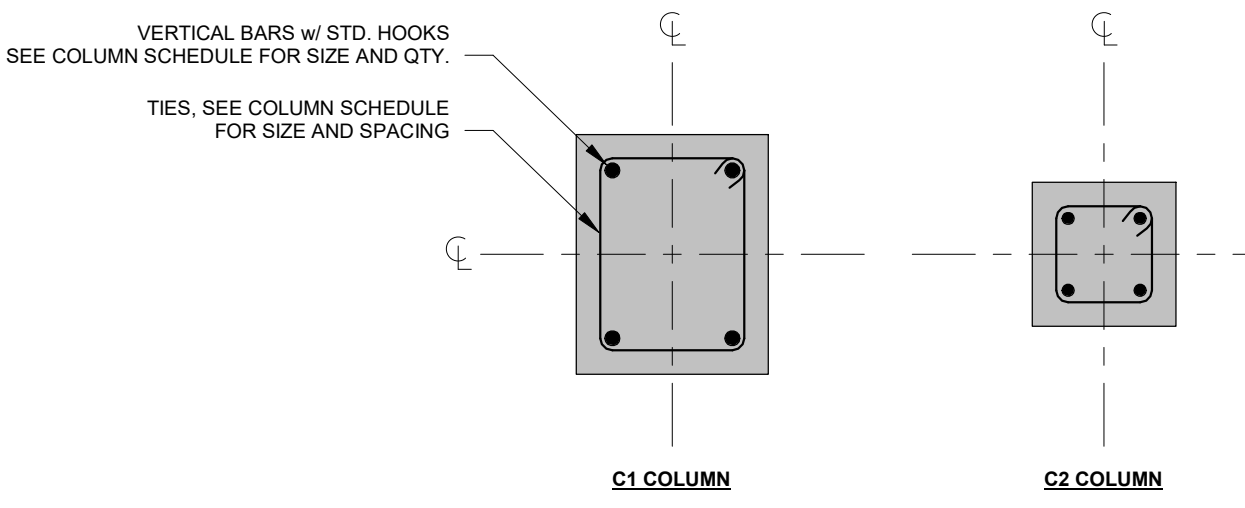 VERTICAL BARS w/ STD. HOOKS
SEE COLUMN SCHEDULE FOR SIZE AND QTY.
TIES, SEE COLUMN SCHEDULE
FOR SIZE AND SPACING
℄
℄
℄
C1 COLUMN
C2 COLUMN